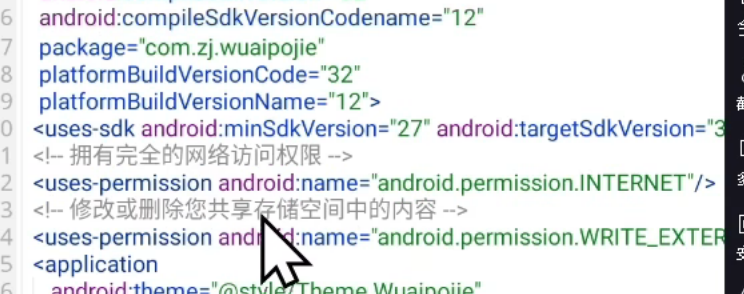 6 android:compileSdkVersionCodename="12"
7 package="com.zj.wuaipojie"
8 platformBuildVersionCode="32"
9 platformBuildVersionName="12">
0 <uses-sdk android:minSdkVersion="27" android:targetSdkVersion="3
1 <!-- 拥有完全的网络访问权限 -->
2 <uses-permission android:name="android.permission.INTERNET"/>
3 <!-- 修改或删除您共享存储空间中的内容 -->
4 <uses-permission android:name="android.permission.WRITE_EXTER
5 <application
6 android:theme="@style/Theme.Wuaipojie"